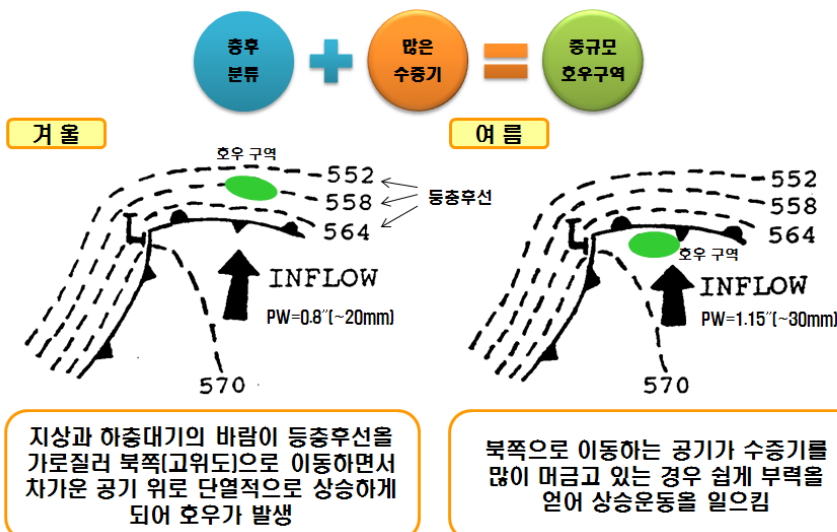 층후
분류
많은
수증기
중규모
호우구역
겨울
여름
호우 구역
552
558
564
등층후선
INFLOW
PW=0.8″(~20mm)
570
552
558
564
호우 구역
INFLOW
PW=1.15″(~30mm)
570
지상과 하층대기의 바람이 등층후선을
가로질러 북쪽(고위도)으로 이동하면서
차가운 공기 위로 단열적으로 상승하게
되어 호우가 발생
북쪽으로 이동하는 공기가 수증기를
많이 머금고 있는 경우 쉽게 부력을
얻어 상승운동을 일으킴